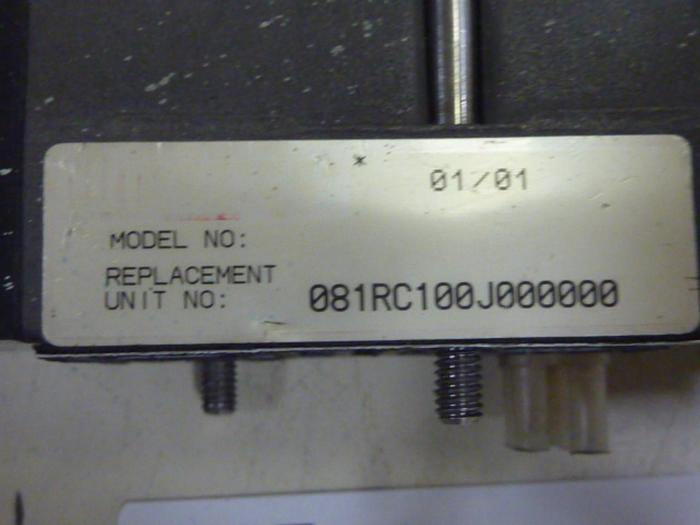 *
01/01
MODEL NO:
REPLACEMENT
UNIT NO: 081RC100J000000